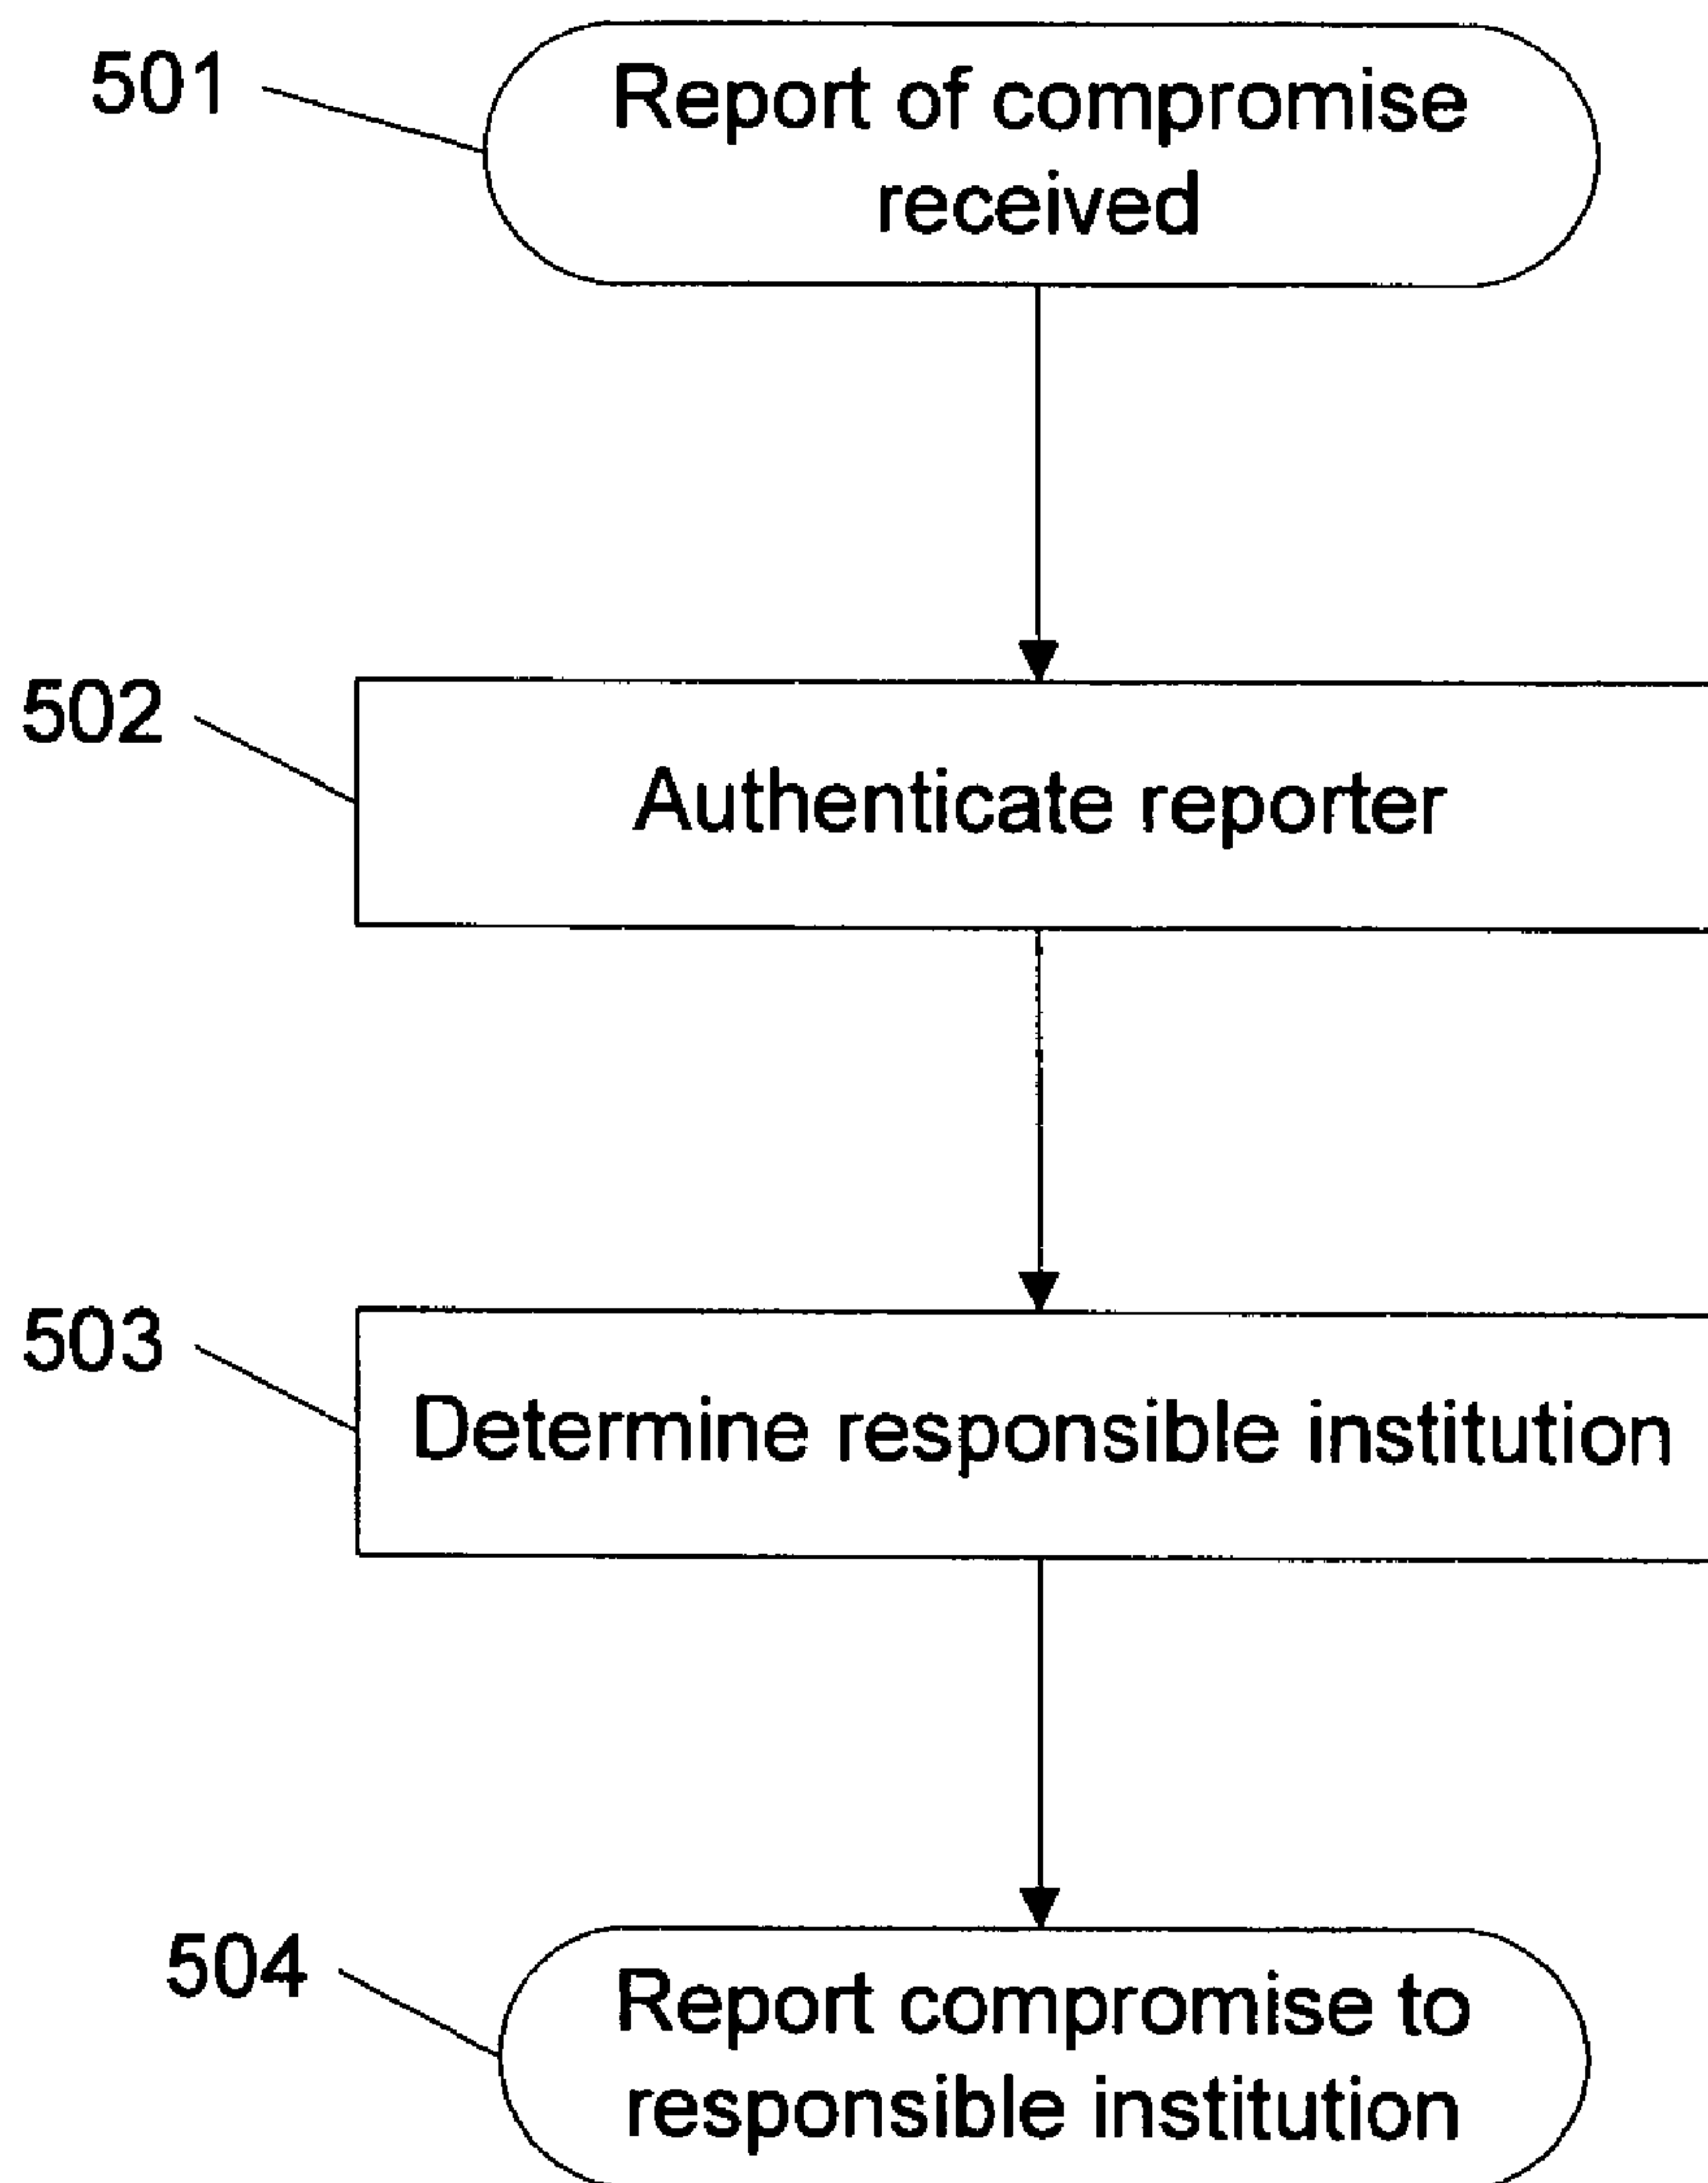 501
Report of compromise
received
502
Authenticate reporter
503
Determine responsible institution
504
Report compromise to
responsible institution